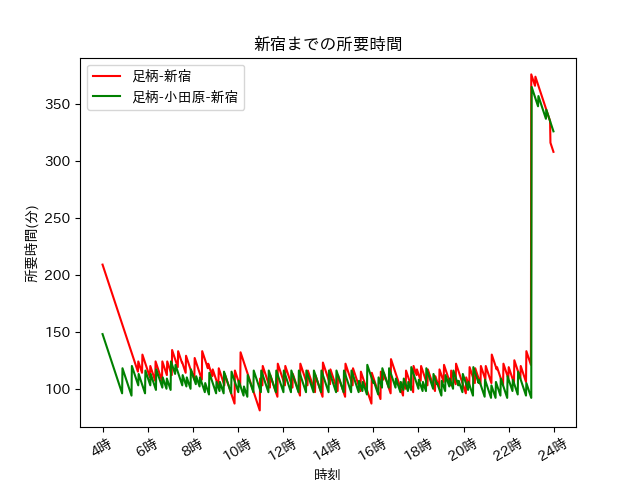 新宿までの所要時間
足柄-新宿
足柄-小田原-新宿
350
300
250
200
150
100
所要時間(分)
4時
6時
8時
10時
12時
14時
16時
18時
20時
22時
24時
時刻